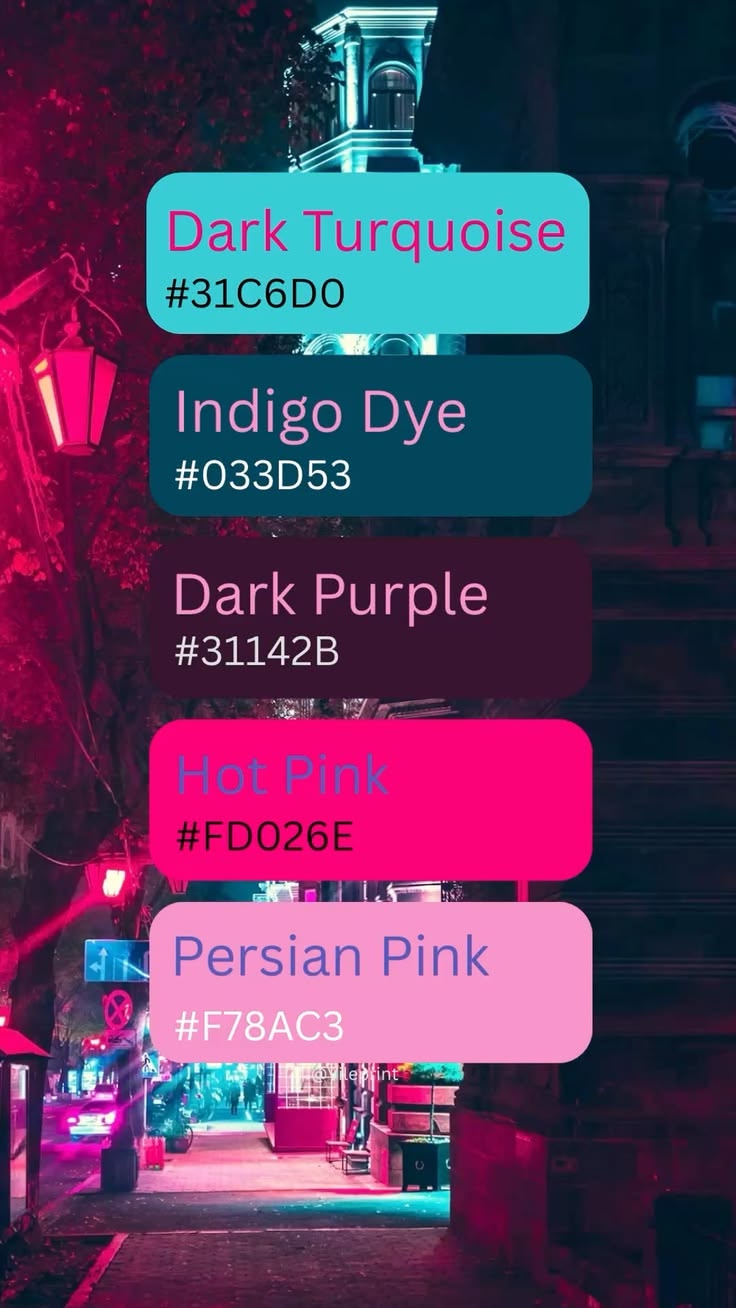 Dark Turquoise
#31C6D0
Indigo Dye
#033D53
Dark Purple
#31142B
Hot Pink
#FD026E
Persian Pink
#F78AC3